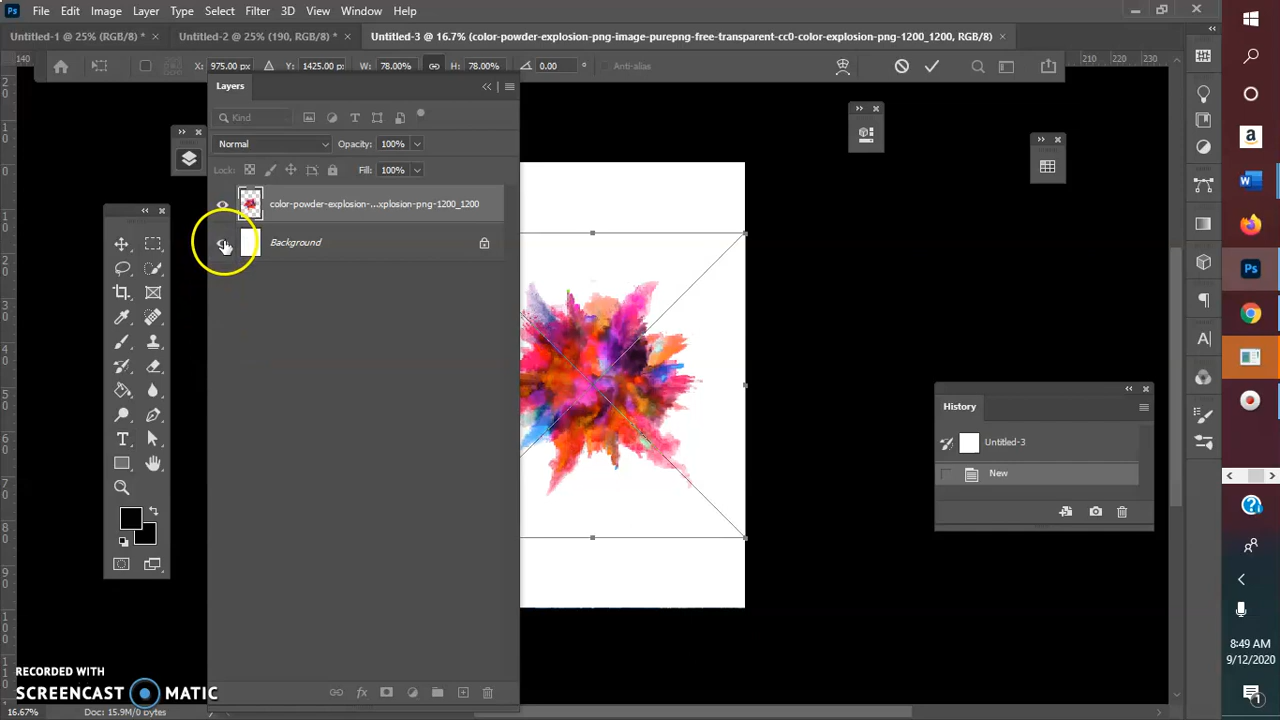 Ps File Edit Image Layer Type Select Filter 3D View Window Help
Untitled-1 @ 25% (RGB/8) * × Untitled-2 @ 25% (190, RGB/8) * × Untitled-3 @ 16.7% (color-powder-explosion-png-image-purepng-free-transparent-cc0-color-explosion-png-1200_1200, RGB/8) ×
X: 975.00 px Y: 1425.00 px W: 78.00% H: 78.00% 0.00 ° Anti-alias
140 210 220 230
Layers
Kind
Normal Opacity: 100%
Lock: Fill: 100%
color-powder-explosion-...xplosion-png-1200_1200
Background
History
Untitled-3
New
RECORDED WITH
SCREENCAST MATIC
16.67% Doc: 15.9M/0 bytes
8:49 AM
9/12/2020